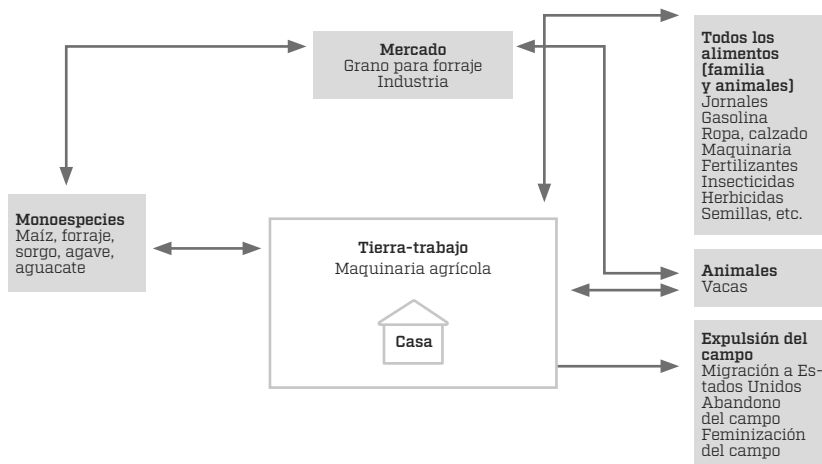 Mercado
Grano para forraje
Industria
Todos los
alimentos
(familia
y animales)
Jornales
Gasolina
Ropa, calzado
Maquinaria
Fertilizantes
Insecticidas
Herbicidas
Semillas, etc.
Monoespecies
Maíz, forraje,
sorgo, agave,
aguacate
Tierra-trabajo
Maquinaria agrícola
Casa
Animales
Vacas
Expulsión del
campo
Migración a Es-
tados Unidos
Abandono
del campo
Feminización
del campo